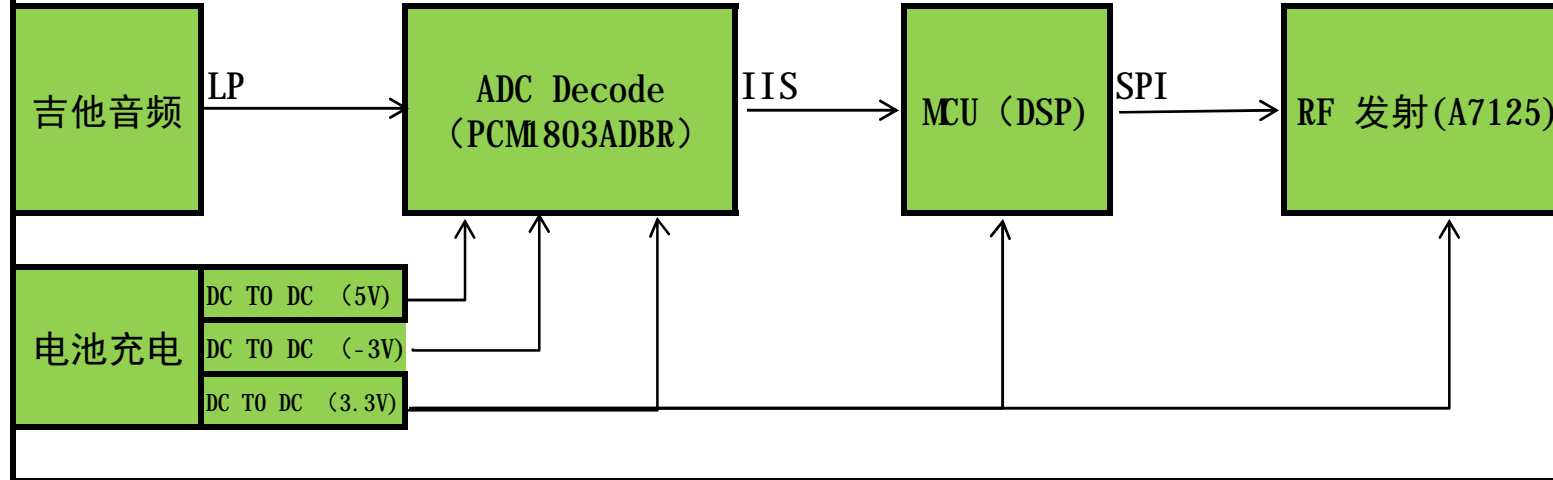 吉他音频
LP
ADC Decode
（PCM1803ADBR）
IIS
MCU（DSP)
SPI
RF 发射(A7125)
电池充电
DC TO DC （5V)
DC TO DC （-3V)
DC TO DC （3.3V)